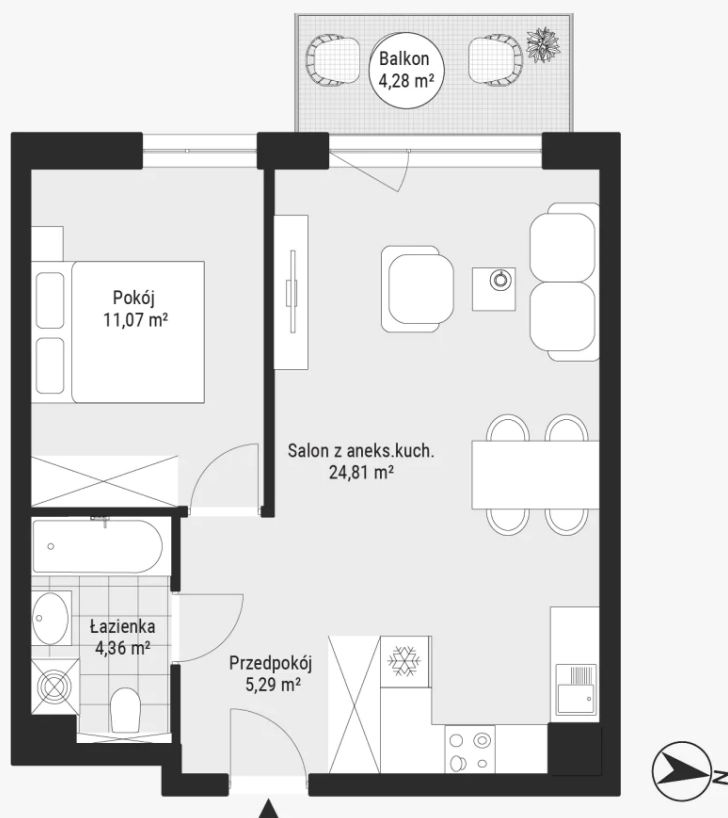 Balkon
4,28 m²
Pokój
11,07 m²
Salon z aneks.kuch.
24,81 m²
Łazienka
4,36 m²
Przedpokój
5,29 m²
N